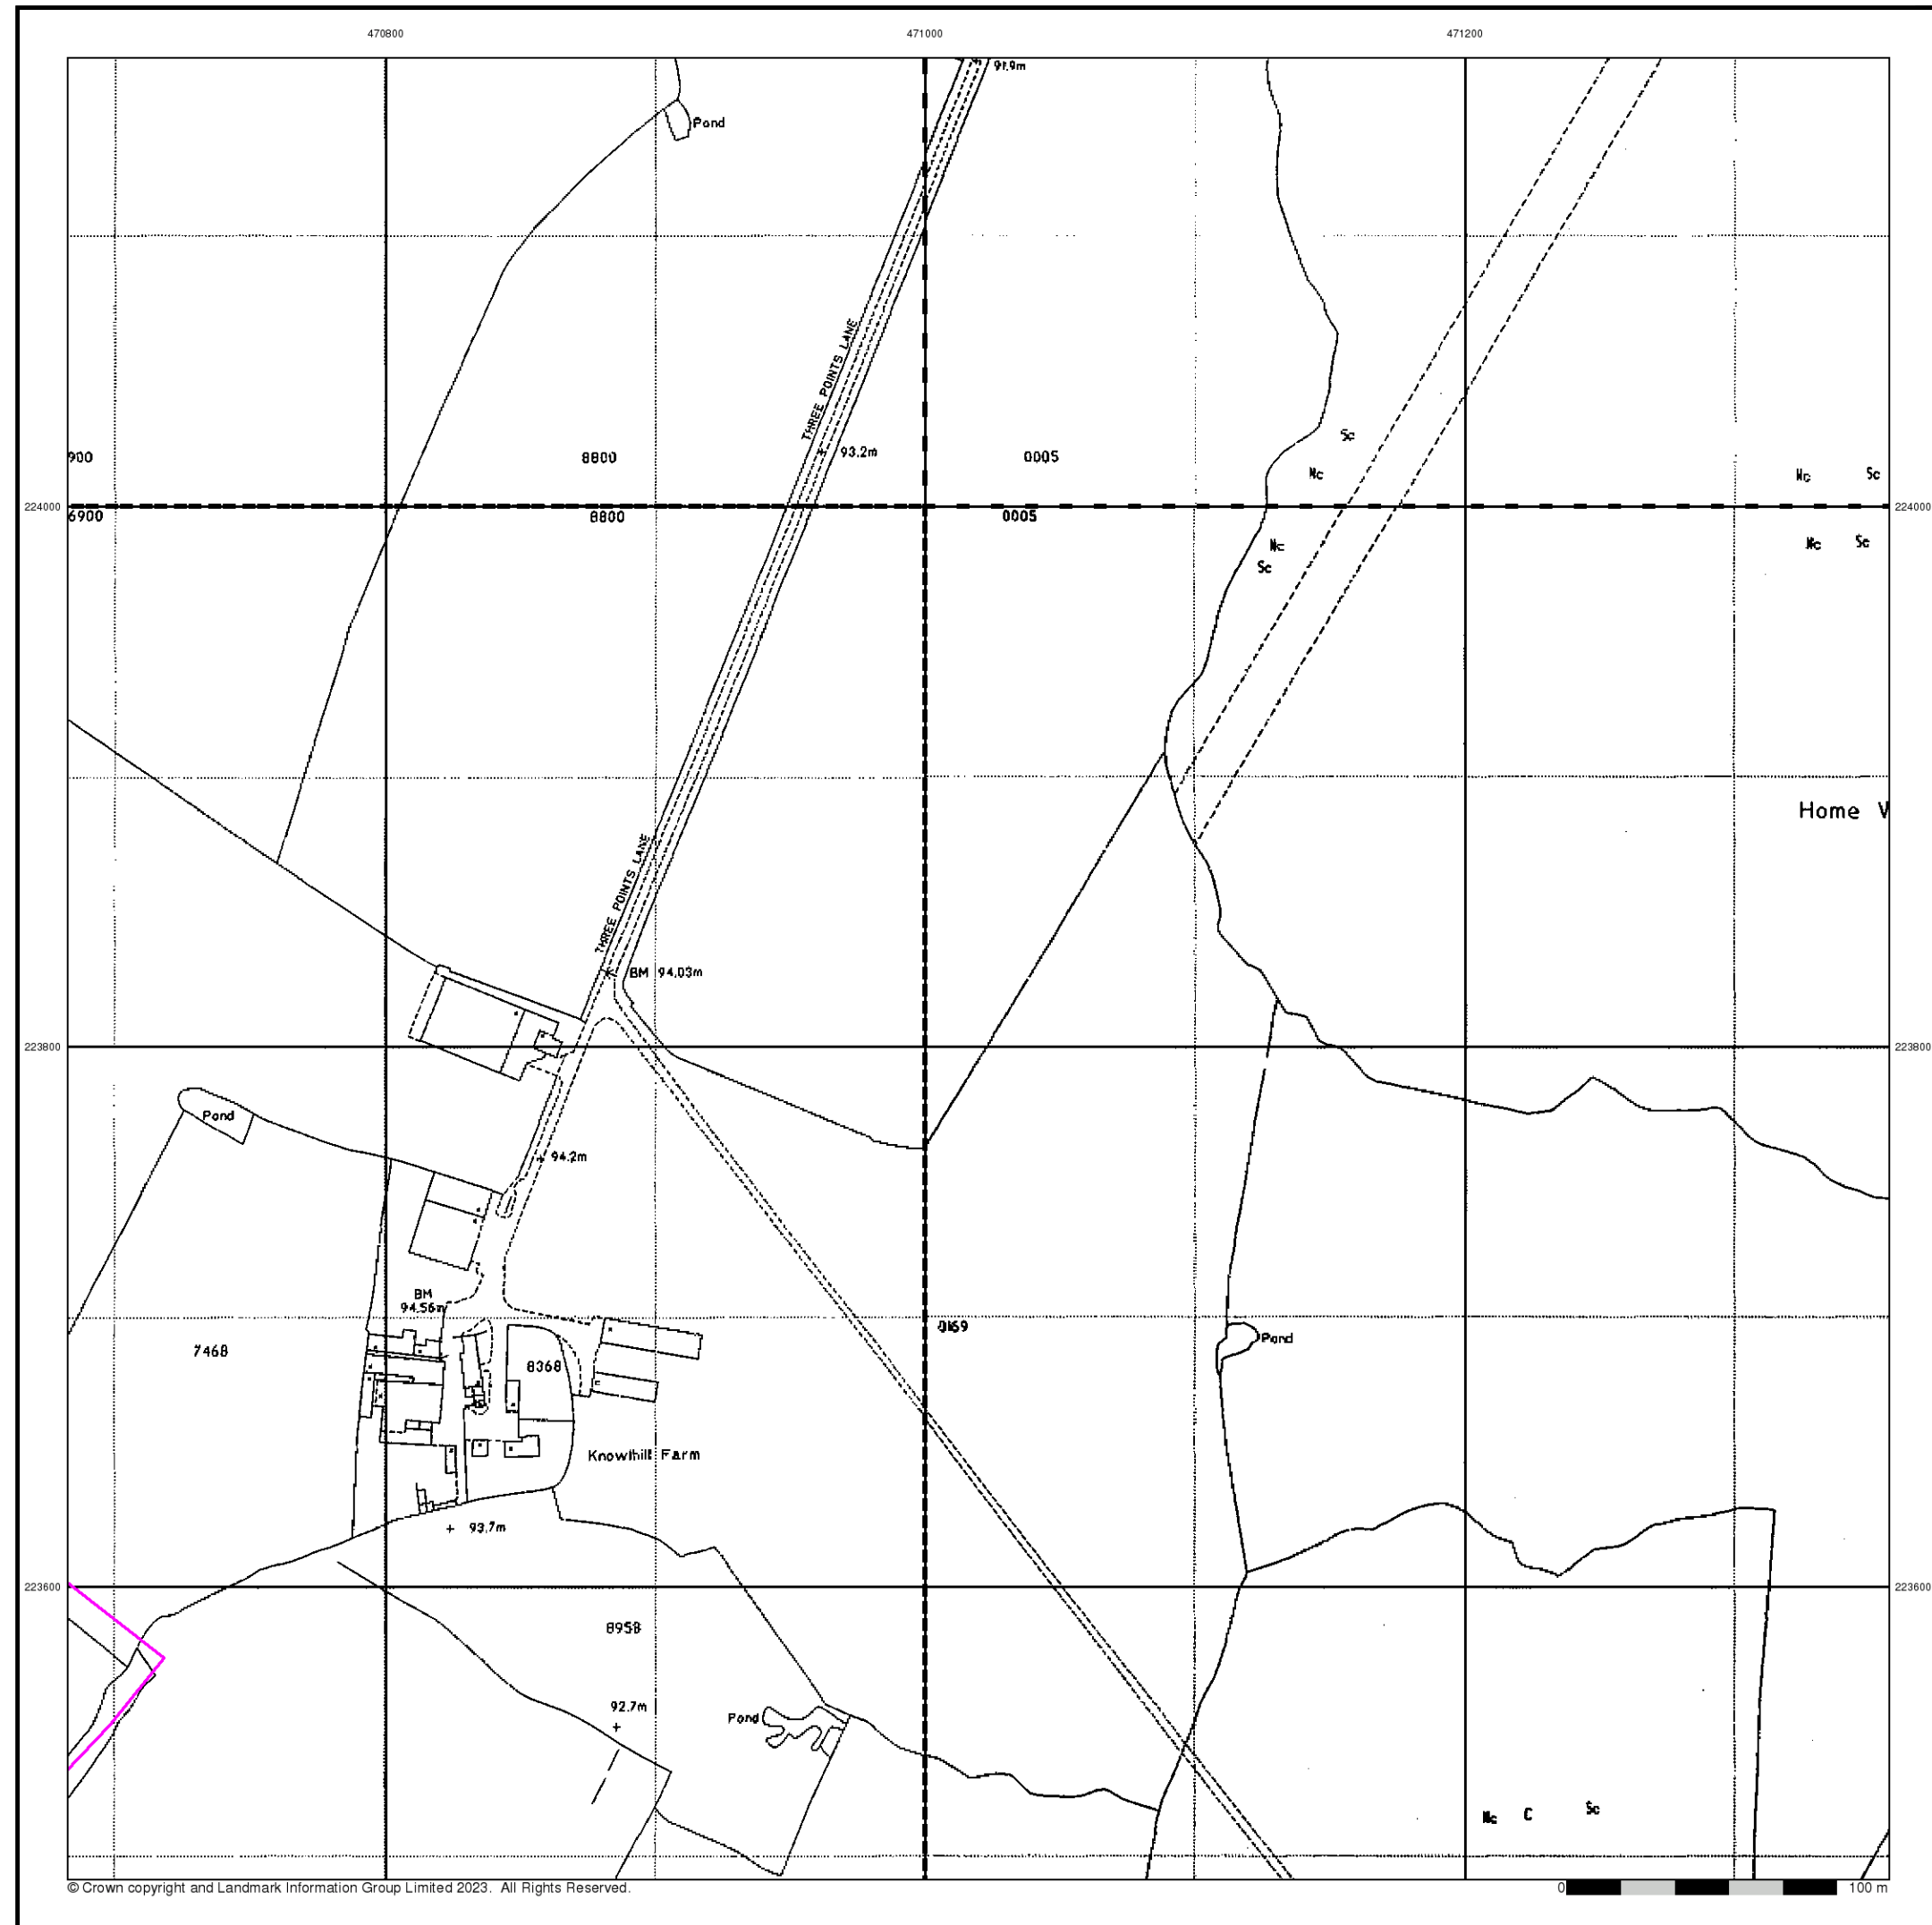 470800 471000 471200
91.9m
Pond
THREE POINTS LANE
Sc
900 8800 93.2m 0005
Nc Nc Sc
224000 224000
6900 8800 0005
Nc Nc Sc
Sc
Home
THREE POINTS LANE
BM 94.03m
223800 223800
Pond
94.2m
BM
94.56m
0169
Pond
7468
8368
Knowlhill Farm
93.7m
223600 223600
8958
92.7m
Pond
Nc C Sc
© Crown copyright and Landmark Information Group Limited 2023. All Rights Reserved. 0 100 m